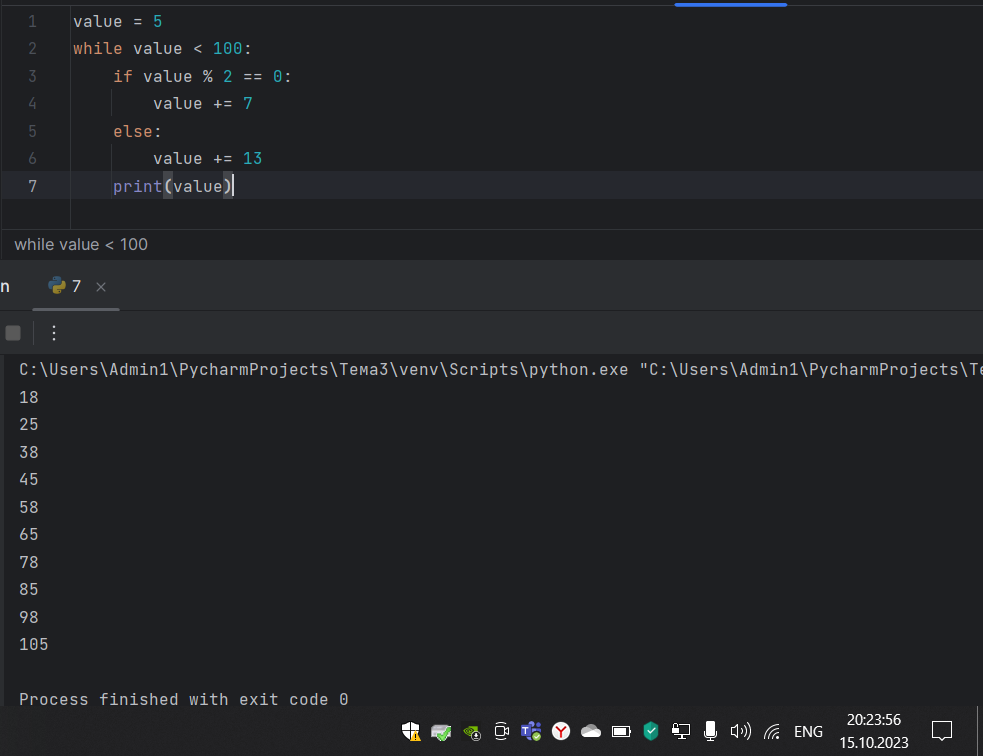 1 value = 5
2 while value < 100:
3 if value % 2 == 0:
4 value += 7
5 else:
6 value += 13
7 print(value)
while value < 100
n 7
C:\Users\Admin1\PycharmProjects\Тема3\venv\Scripts\python.exe "C:\Users\Admin1\PycharmProjects\Те
18
25
38
45
58
65
78
85
98
105
Process finished with exit code 0
ENG
20:23:56
15.10.2023